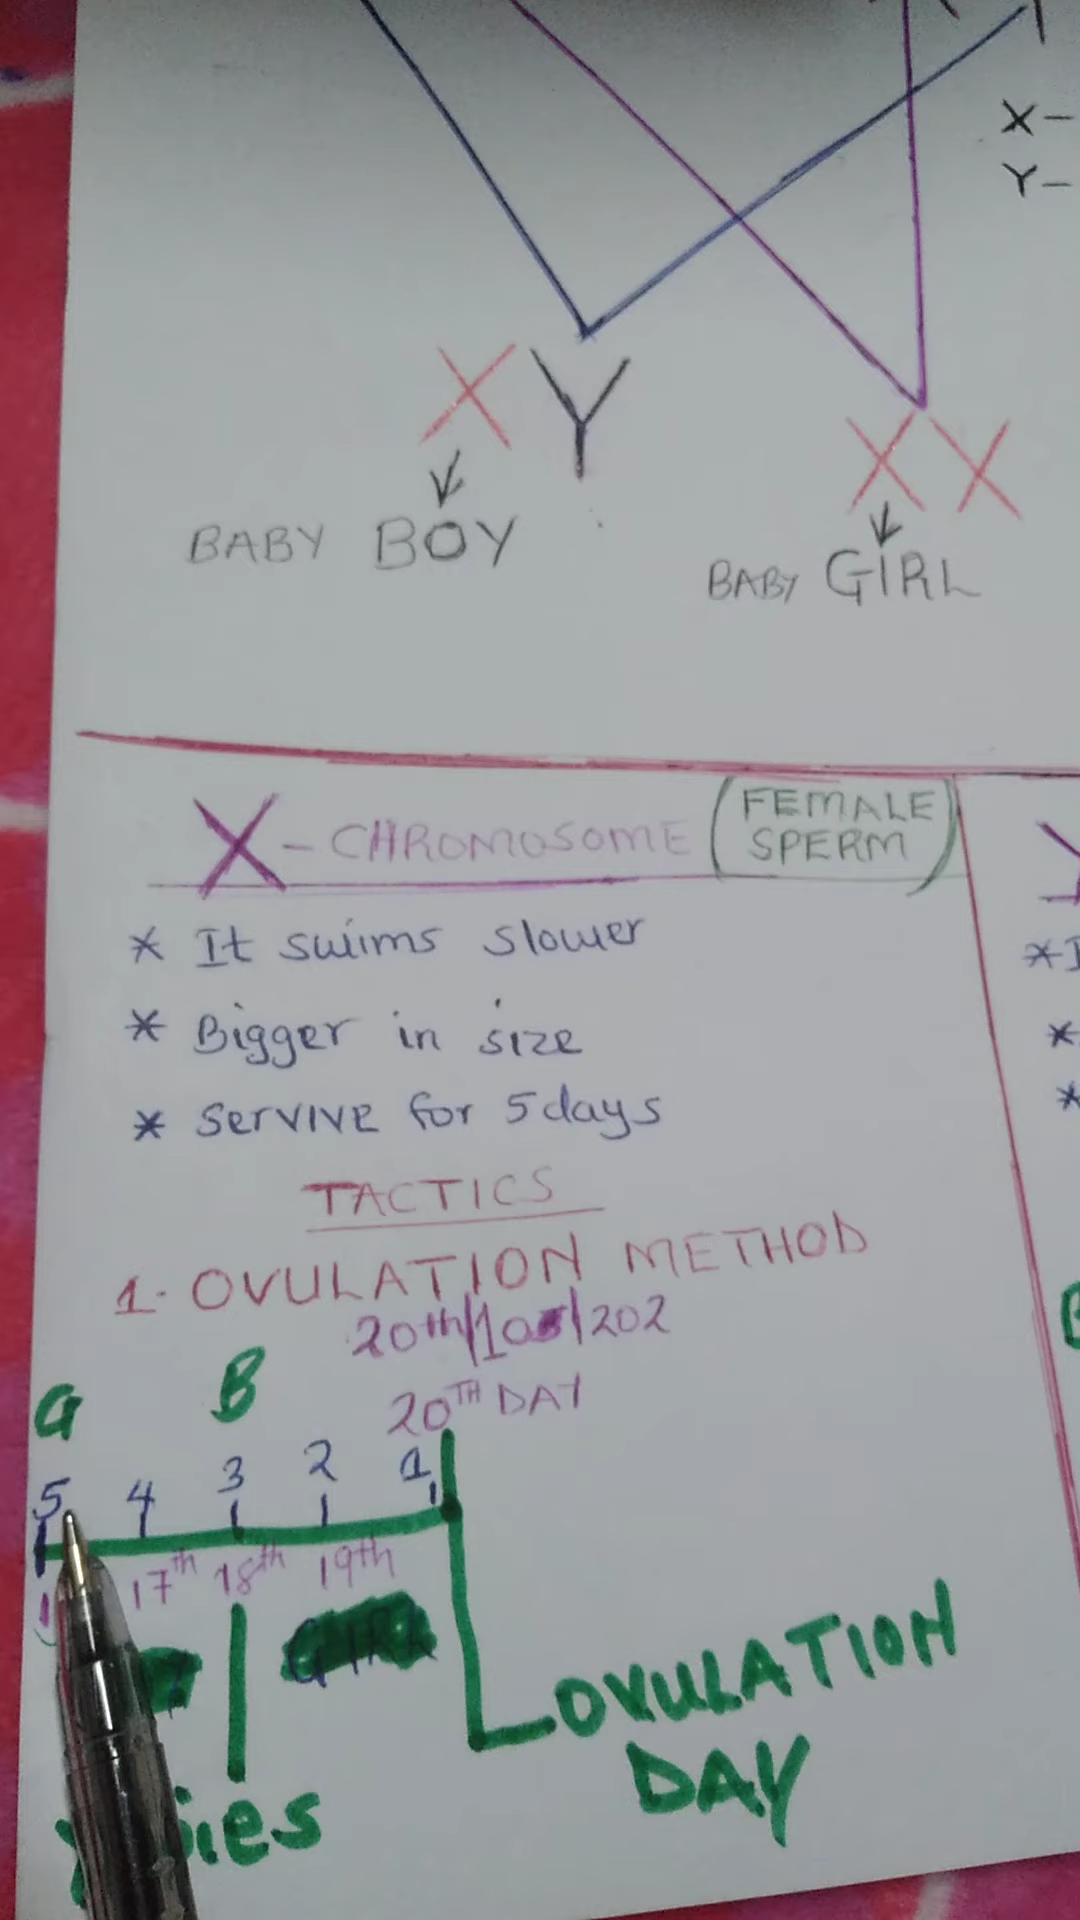 X-
Y-
X Y
XX
BABY BOY
BABY GIRL
X - CHROMOSOME (FEMALE SPERM)
* It swims slower
* Bigger in size
* Servive for 5 days
TACTICS
1. OVULATION METHOD
20th/10/202
G B 20TH DAY
5 4 3 2 1
17th 18th 19th
OVULATION
DAY